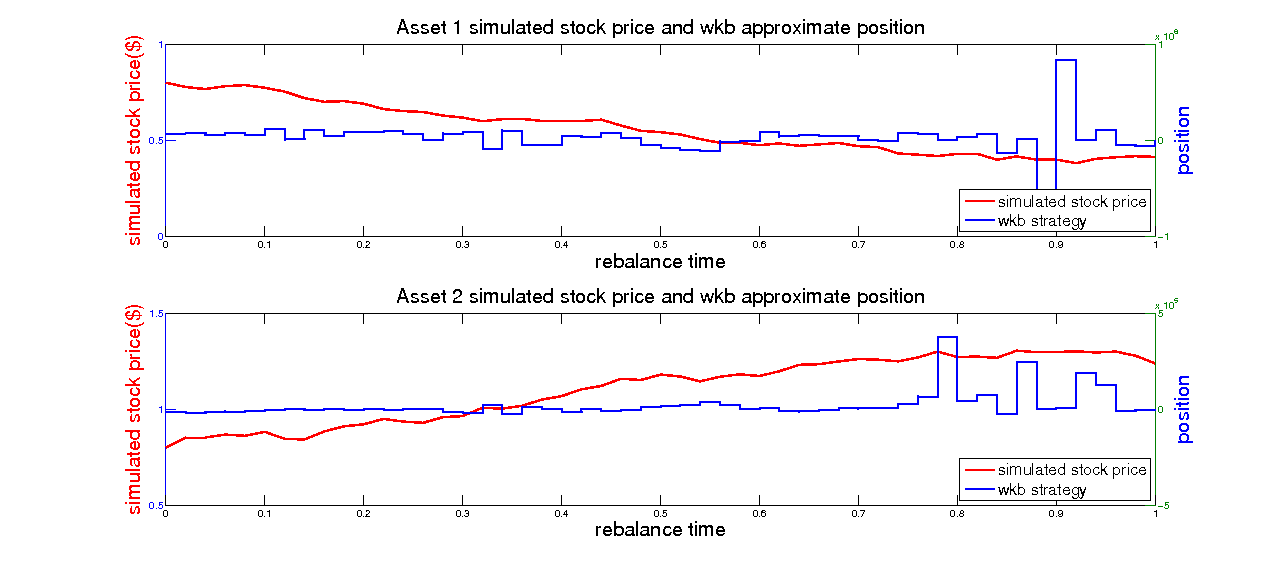 Asset 1 simulated stock price and wkb approximate position
simulated stock price($)
1
0.5
0
x 10^6
1
0
-1
position
simulated stock price
wkb strategy
0 0.1 0.2 0.3 0.4 0.5 0.6 0.7 0.8 0.9 1
rebalance time
Asset 2 simulated stock price and wkb approximate position
simulated stock price($)
1.5
1
0.5
5
0
-5
position
simulated stock price
wkb strategy
0 0.1 0.2 0.3 0.4 0.5 0.6 0.7 0.8 0.9 1
rebalance time